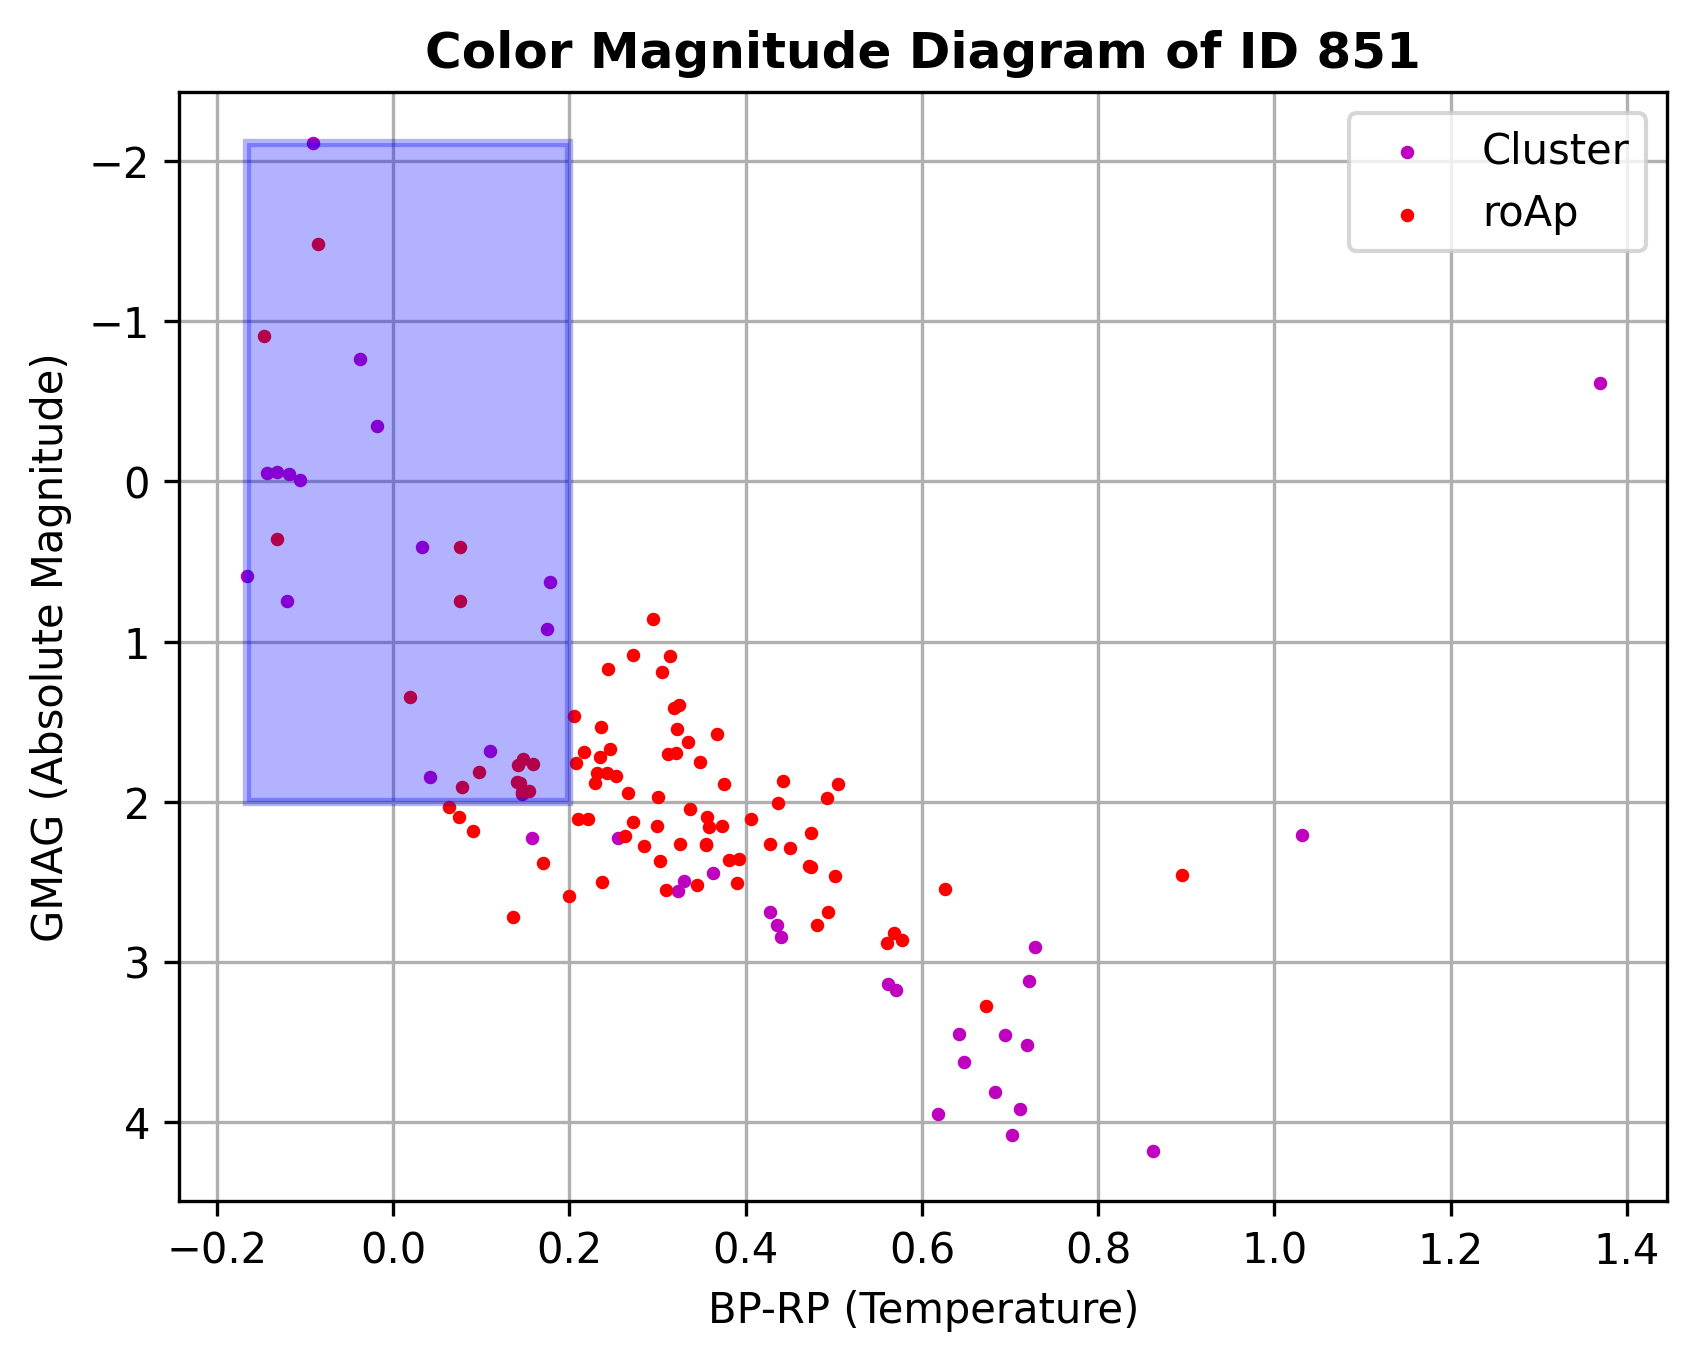 Color Magnitude Diagram of ID 851
Cluster
roAp
GMAG (Absolute Magnitude)
−2
−1
0
1
2
3
4
−0.2 0.0 0.2 0.4 0.6 0.8 1.0 1.2 1.4
BP-RP (Temperature)